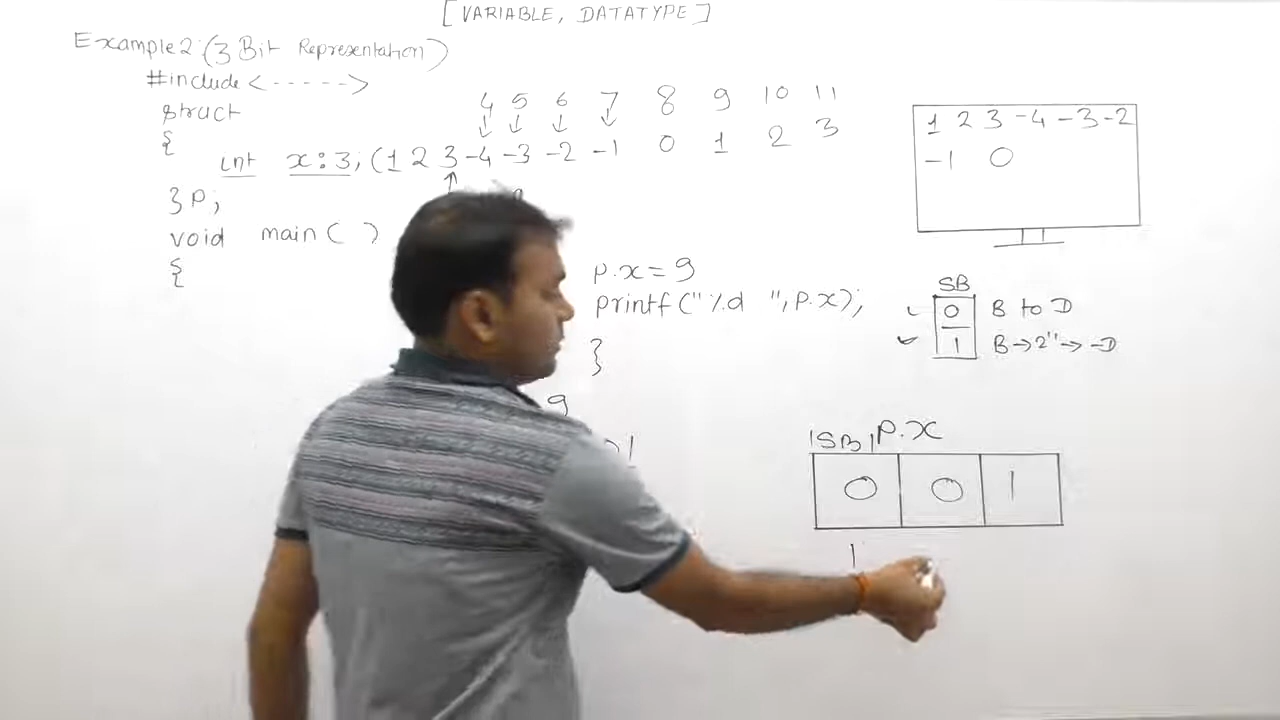 [VARIABLE, DATATYPE]
Example2:(3 Bit Representation)
#include<----->
struct
{
4 5 6 7 8 9 10 11
int x:3; (1 2 3 -4 -3 -2 -1 0 1 2 3
}P;
void main( )
{
P.x=9
printf("%d ",P.x);
}
9
1
1 2 3 -4 -3 -2
-1 0
SB
0 B to D
1 B→2"→-D
SB P.x
0 0 1
1